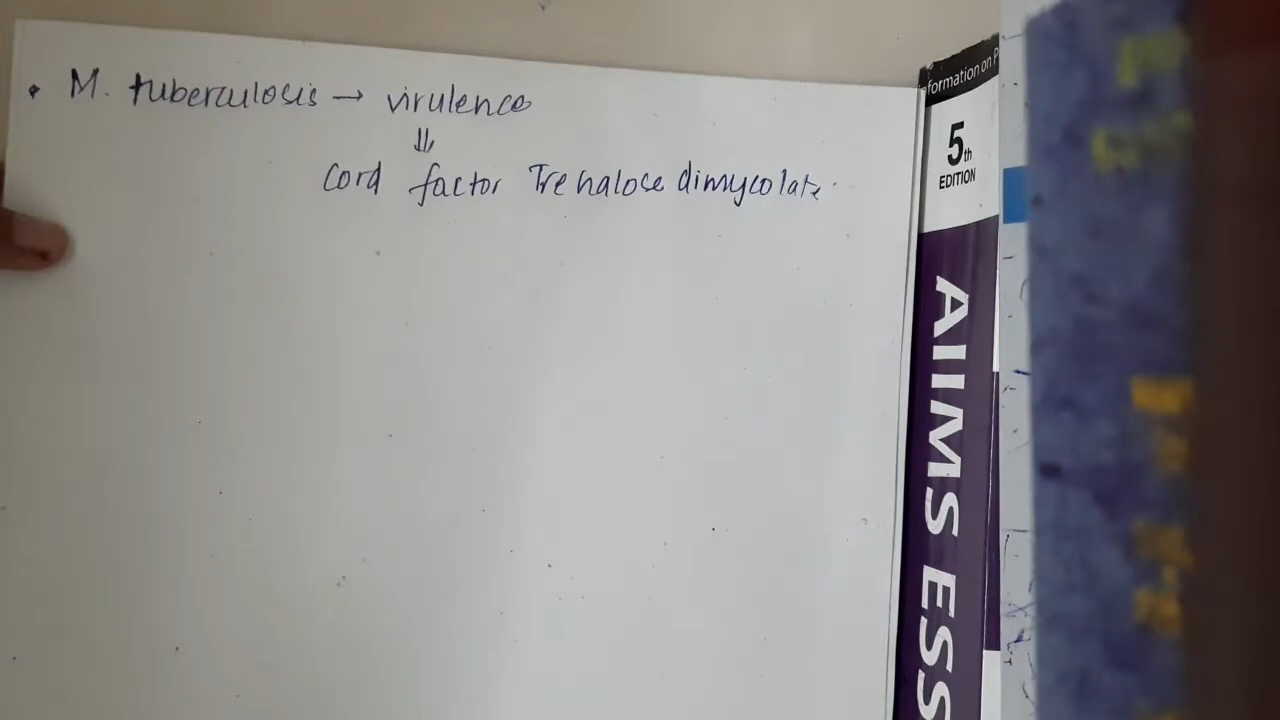 • M. tuberculosis → virulence
⇓
Cord factor Trehalose dimycolate.
formation on P
5th
EDITION
AIIMS ESS